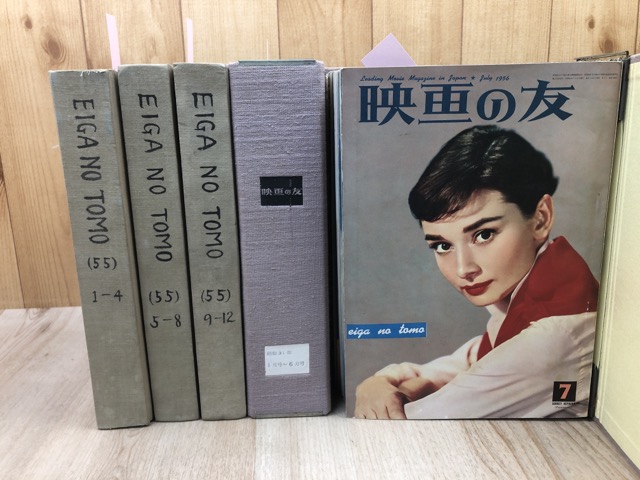 EIGA NO TOMO
(55)
1-4
EIGA NO TOMO
(55)
5-8
EIGA NO TOMO
(55)
9-12
映画の友
Leading Movie Magazine in Japan ★ July 1956
映画の友
eiga no tomo
7